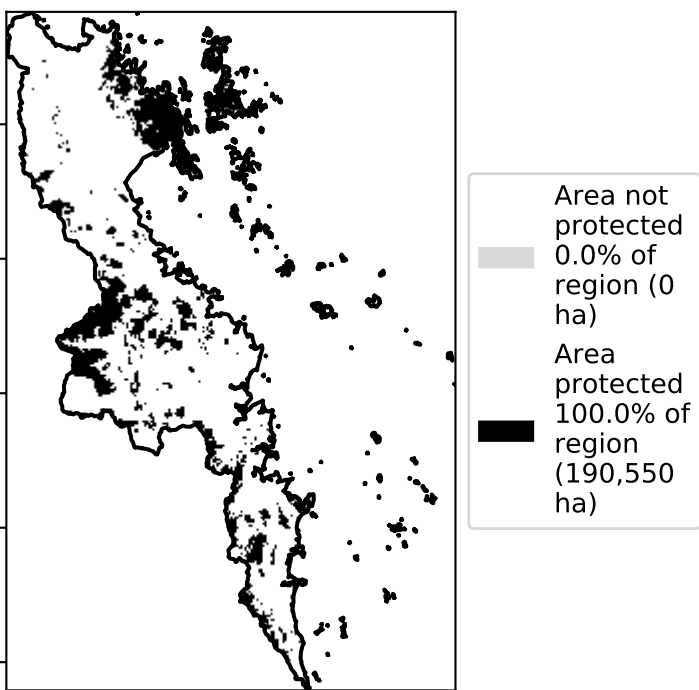 Area not
protected
0.0% of
region (0
ha)
Area
protected
100.0% of
region
(190,550
ha)